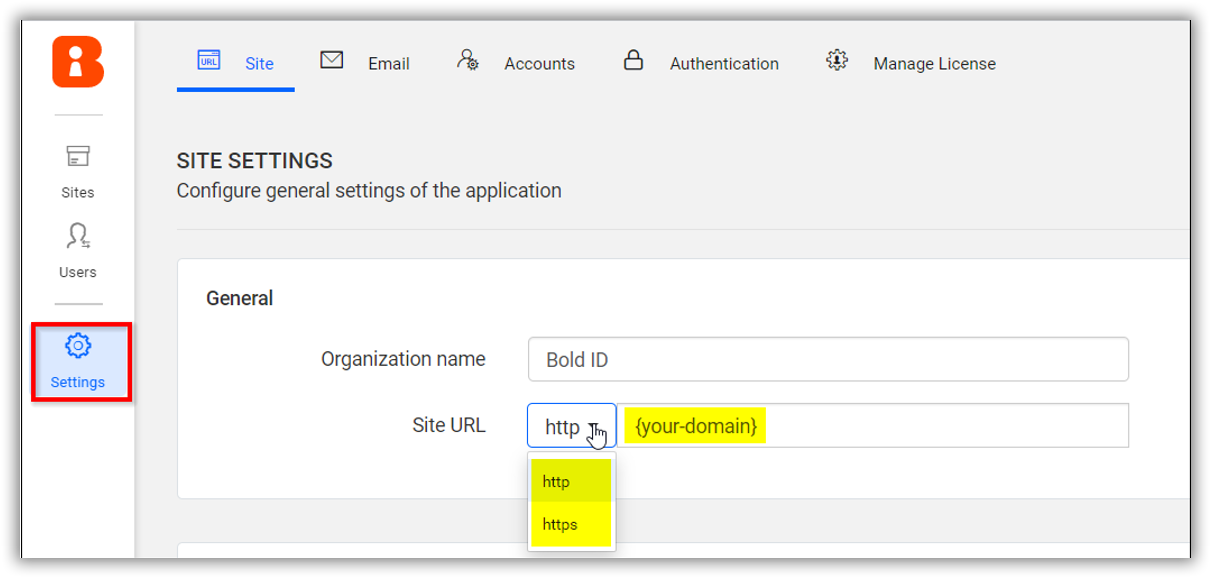 URL Site Email Accounts Authentication Manage License
SITE SETTINGS
Configure general settings of the application
Sites
Users
Settings
General
Organization name Bold ID
Site URL http {your-domain}
http
https